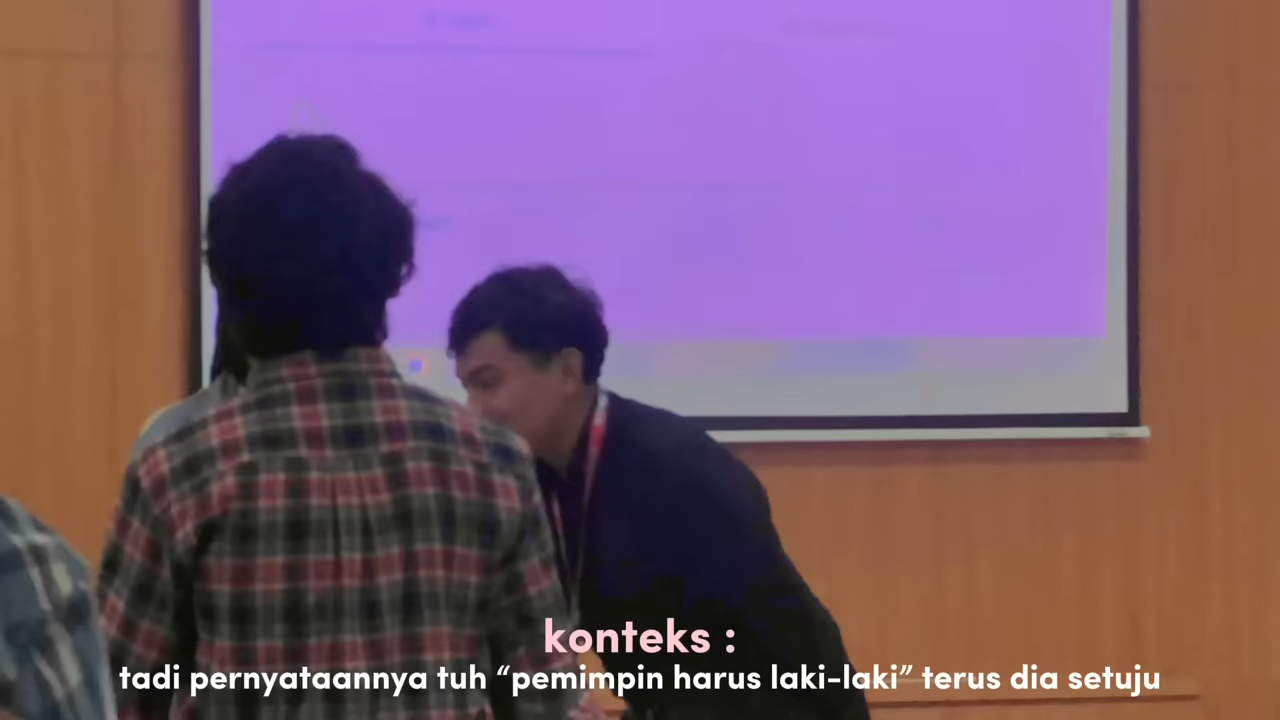 konteks :
tadi pernyataannya tuh “pemimpin harus laki-laki” terus dia setuju